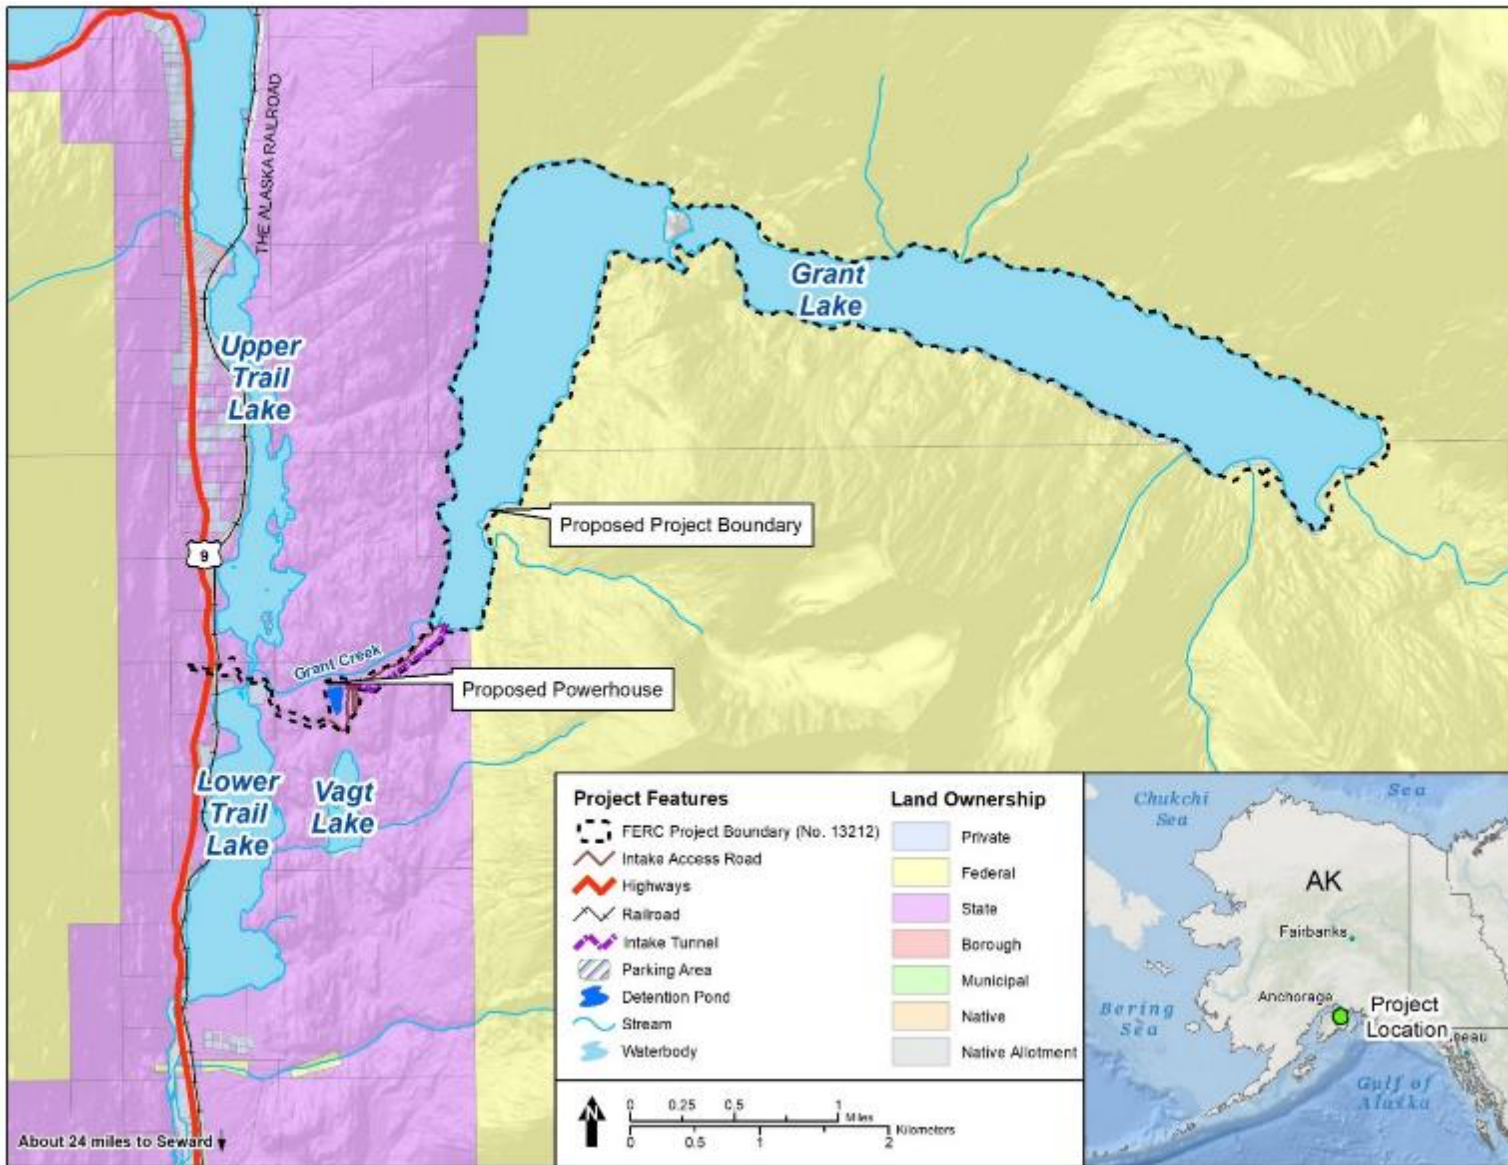 THE ALASKA RAILROAD
Grant
Lake
Upper
Trail
Lake
Proposed Project Boundary
9
Grant Creek
Proposed Powerhouse
Lower
Trail
Lake
Vagt
Lake
About 24 miles to Seward
Project Features
FERC Project Boundary (No. 13212)
Intake Access Road
Highways
Railroad
Intake Tunnel
Parking Area
Detention Pond
Stream
Waterbody
Land Ownership
Private
Federal
State
Borough
Municipal
Native
Native Allotment
N
0 0.25 0.5 1
Miles
Kilometers
0 0.5 1 2
Chukchi
Sea
Sea
AK
Fairbanks
Anchorage
Project
Location
Bering
Sea
Gulf of
Alaska